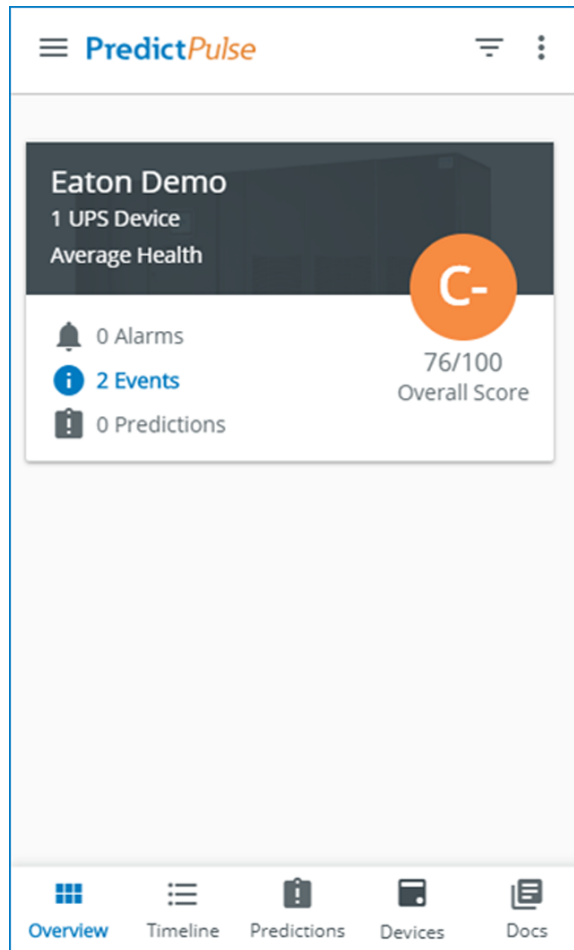 PredictPulse
Eaton Demo
1 UPS Device
Average Health
C-
0 Alarms
76/100
2 Events
Overall Score
0 Predictions
Overview Timeline Predictions Devices Docs